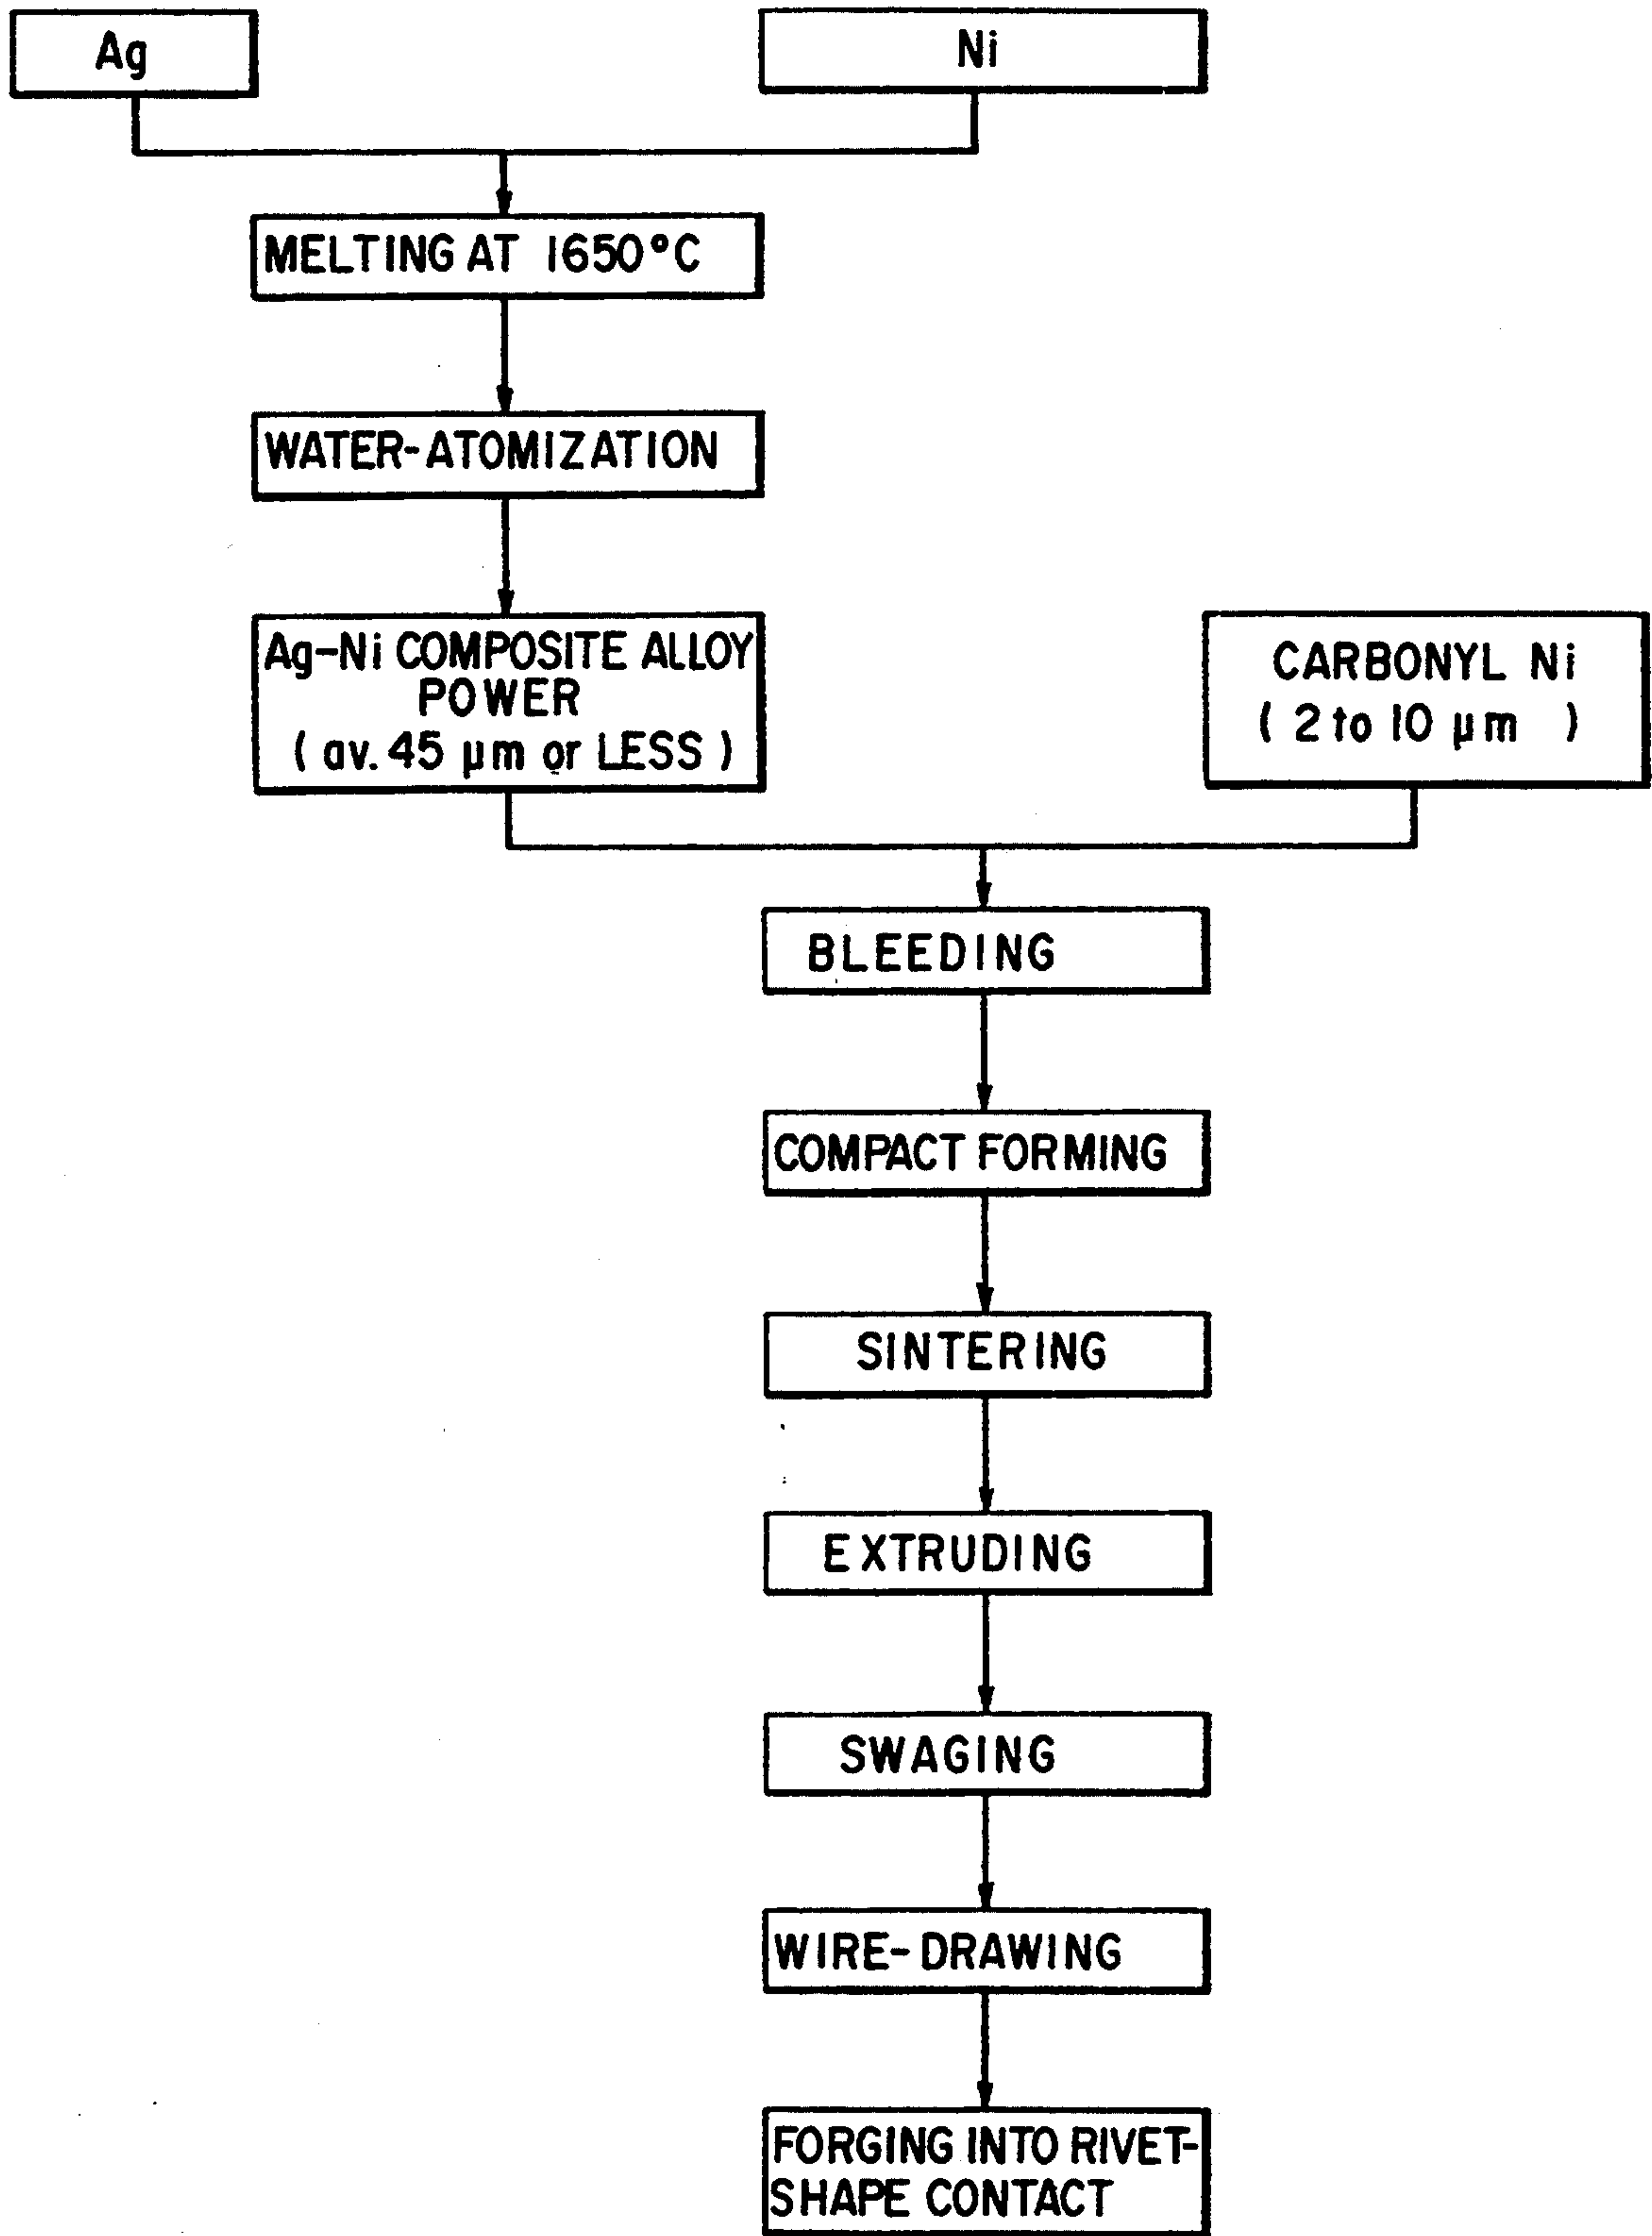 Ag
Ni
MELTING AT 1650°C
WATER-ATOMIZATION
Ag-Ni COMPOSITE ALLOY
POWER
( av. 45 µm or LESS )
CARBONYL Ni
( 2 to 10 µm )
BLEEDING
COMPACT FORMING
SINTERING
EXTRUDING
SWAGING
WIRE-DRAWING
FORGING INTO RIVET-
SHAPE CONTACT